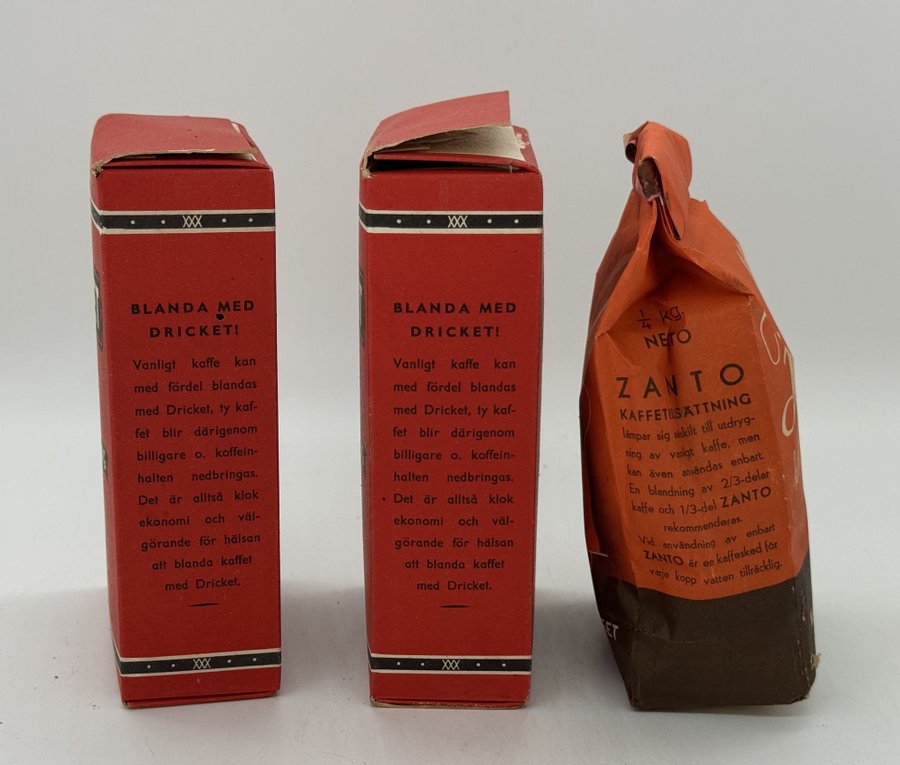 XXX
BLANDA MED
DRICKET!
Vanligt kaffe kan
med fördel blandas
med Dricket, ty kaf-
fet blir därigenom
billigare o. koffein-
halten nedbringas.
Det är alltså klok
ekonomi och väl-
görande för hälsan
att blanda kaffet
med Dricket.
XXX
XXX
BLANDA MED
DRICKET!
Vanligt kaffe kan
med fördel blandas
med Dricket, ty kaf-
fet blir därigenom
billigare o. koffein-
halten nedbringas.
Det är alltså klok
ekonomi och väl-
görande för hälsan
att blanda kaffet
med Dricket.
XXX
1/4 kg.
NETO
ZANTO
KAFFETILLSÄTTNING
lämpar sig särskilt till utdryg-
ning av vanligt kaffe, men
kan även användas enbart.
En blandning av 2/3-delar
kaffe och 1/3-del ZANTO
rekommenderas.
Vid användning av enbart
ZANTO är en kaffesked för
varje kopp vatten tillräcklig.